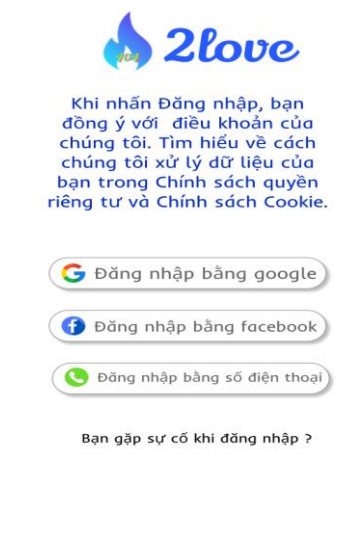 2love
Khi nhấn Đăng nhập, bạn
đồng ý với điều khoản của
chúng tôi. Tìm hiểu về cách
chúng tôi xử lý dữ liệu của
bạn trong Chính sách quyền
riêng tư và Chính sách Cookie.
Đăng nhập bằng google
Đăng nhập bằng facebook
Đăng nhập bằng số điện thoại
Bạn gặp sự cố khi đăng nhập ?